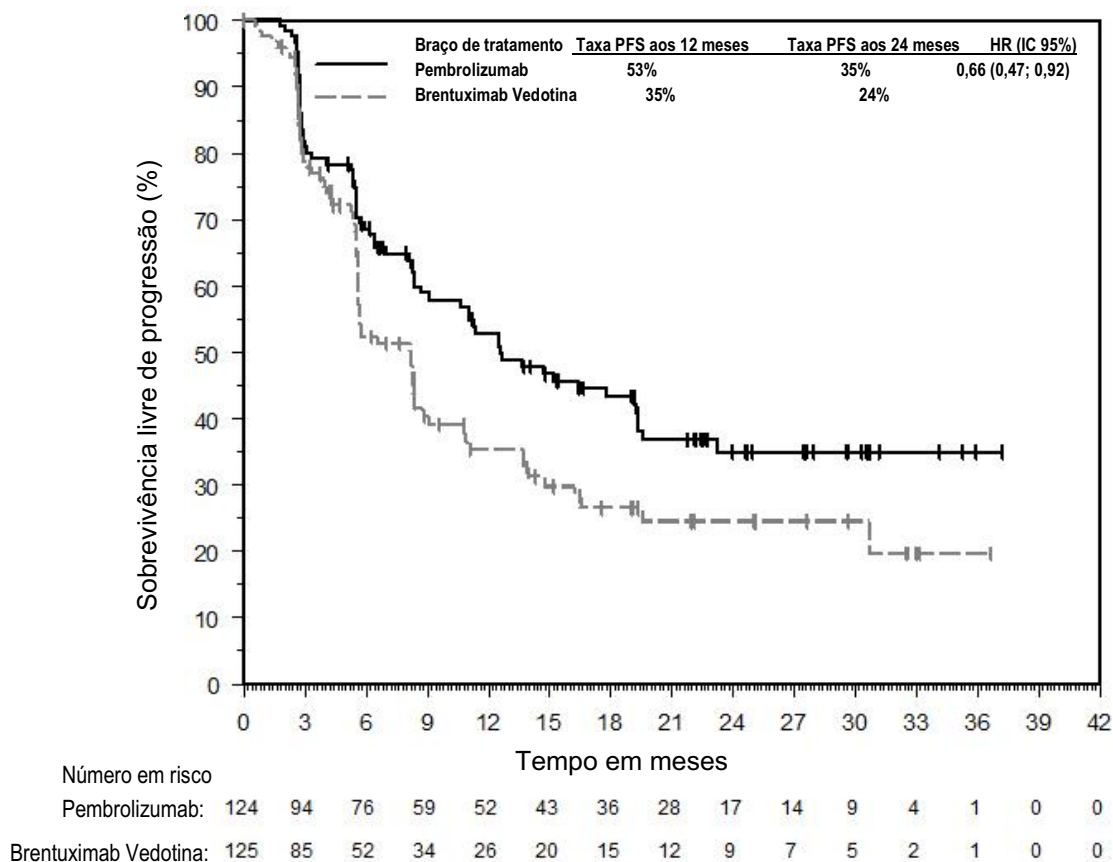 Braço de tratamento Taxa PFS aos 12 meses Taxa PFS aos 24 meses HR (IC 95%)
Pembrolizumab 53% 35% 0,66 (0,47; 0,92)
Brentuximab Vedotina 35% 24%
Sobrevivência livre de progressão (%)
100
90
80
70
60
50
40
30
20
10
0
0 3 6 9 12 15 18 21 24 27 30 33 36 39 42
Tempo em meses
Número em risco
Pembrolizumab: 124 94 76 59 52 43 36 28 17 14 9 4 1 0 0
Brentuximab Vedotina: 125 85 52 34 26 20 15 12 9 7 5 2 1 0 0